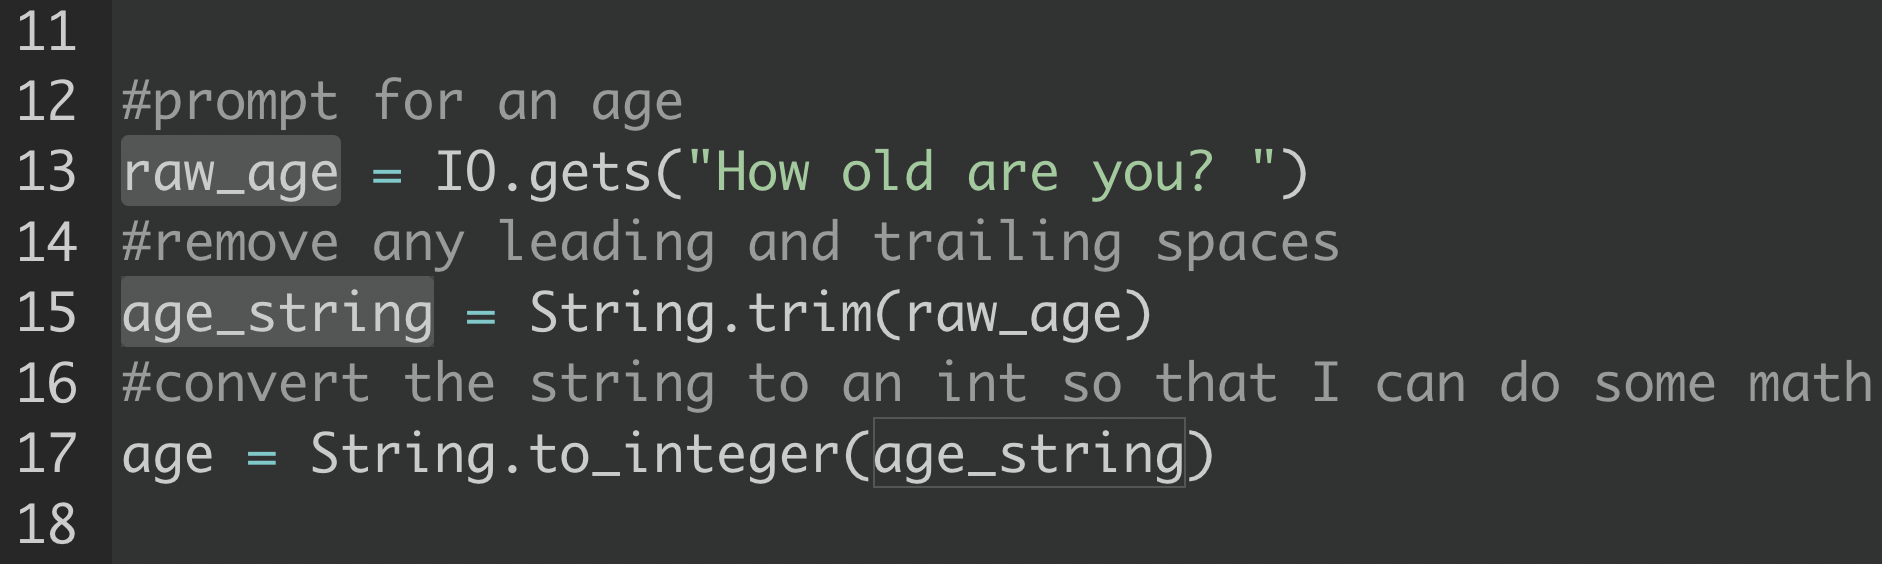 11
12 #prompt for an age
13 raw_age = IO.gets("How old are you? ")
14 #remove any leading and trailing spaces
15 age_string = String.trim(raw_age)
16 #convert the string to an int so that I can do some math
17 age = String.to_integer(age_string)
18